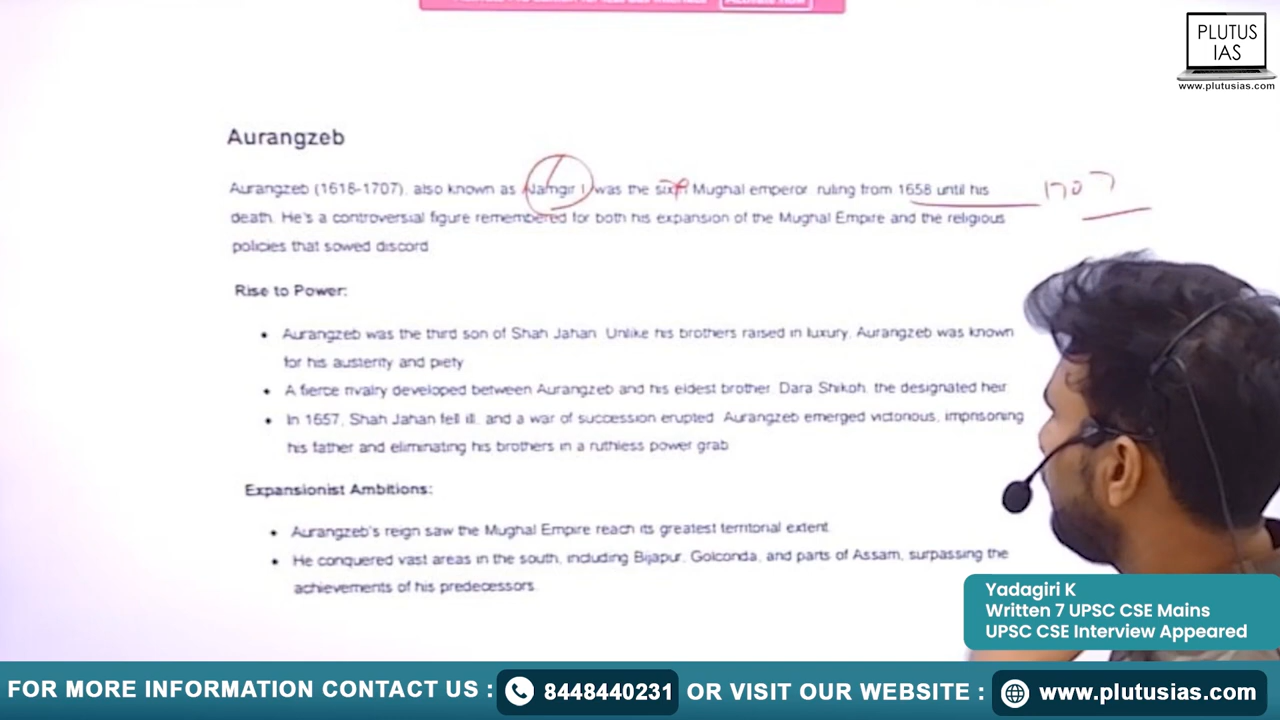 PLUTUS
IAS
www.plutusias.com
Aurangzeb
Aurangzeb (1618-1707), also known as Alamgir I, was the sixth Mughal emperor ruling from 1658 until his 1707
death. He's a controversial figure remembered for both his expansion of the Mughal Empire and the religious
policies that sowed discord
Rise to Power:
• Aurangzeb was the third son of Shah Jahan. Unlike his brothers raised in luxury, Aurangzeb was known
for his austerity and piety
• A fierce rivalry developed between Aurangzeb and his eldest brother, Dara Shikoh, the designated heir
• In 1657, Shah Jahan fell ill, and a war of succession erupted. Aurangzeb emerged victorious, imprisoning
his father and eliminating his brothers in a ruthless power grab
Expansionist Ambitions:
• Aurangzeb's reign saw the Mughal Empire reach its greatest territorial extent
• He conquered vast areas in the south, including Bijapur, Golconda, and parts of Assam, surpassing the
achievements of his predecessors.
Yadagiri K
Written 7 UPSC CSE Mains
UPSC CSE Interview Appeared
FOR MORE INFORMATION CONTACT US : 8448440231 OR VISIT OUR WEBSITE : www.plutusias.com